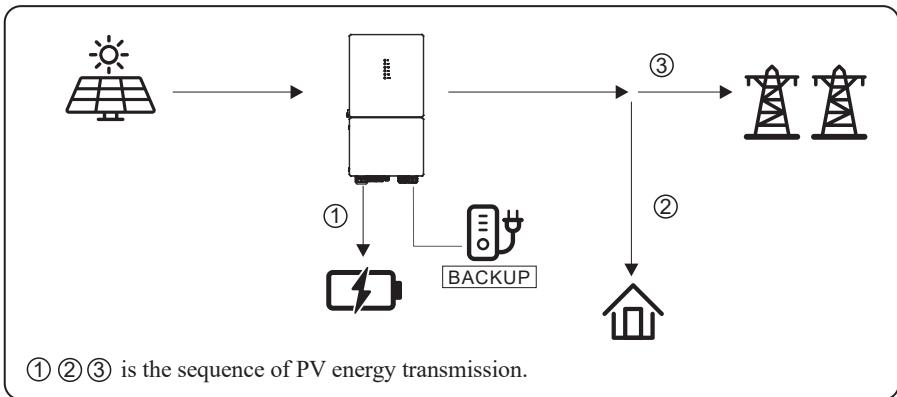 ③
①
②
BACKUP
① ② ③ is the sequence of PV energy transmission.